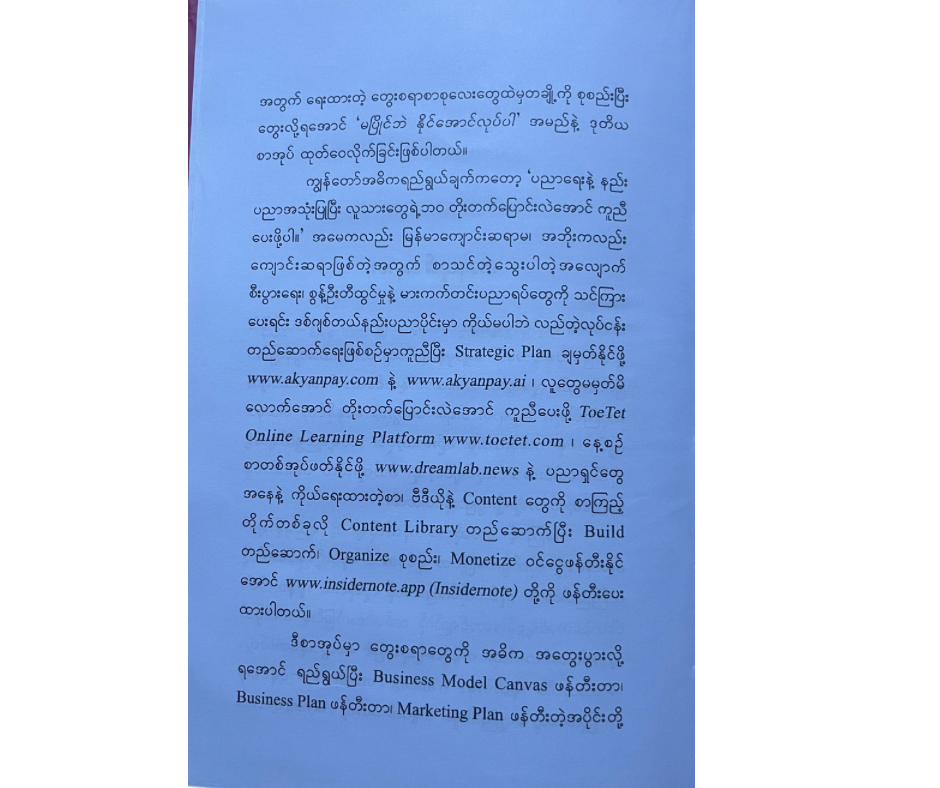 အတွက် ရေးထားတဲ့ တွေးစရာစာစုလေးတွေထဲမှတချို့ကို စုစည်းပြီး
တွေးလို့ရအောင် ‘မပြိုင်ဘဲ နိုင်အောင်လုပ်ပါ’ အမည်နဲ့ ဒုတိယ
စာအုပ် ထုတ်ဝေလိုက်ခြင်းဖြစ်ပါတယ်။
ကျွန်တော်အဓိကရည်ရွယ်ချက်ကတော့ ‘ပညာရေးနဲ့ နည်း
ပညာအသုံးပြုပြီး လူသားတွေရဲ့ဘဝ တိုးတက်ပြောင်းလဲအောင် ကူညီ
ပေးဖို့ပါ။’ အမေကလည်း မြန်မာကျောင်းဆရာမ၊ အဘိုးကလည်း
ကျောင်းဆရာဖြစ်တဲ့အတွက် စာသင်တဲ့သွေးပါတဲ့အလျောက်
စီးပွားရေး၊ စွန့်ဦးတီထွင်မှုနဲ့ မားကက်တင်းပညာရပ်တွေကို သင်ကြား
ပေးရင်း ဒစ်ဂျစ်တယ်နည်းပညာပိုင်းမှာ ကိုယ်မပါဘဲ လည်တဲ့လုပ်ငန်း
တည်ဆောက်ရေးဖြစ်စဉ်မှာကူညီပြီး Strategic Plan ချမှတ်နိုင်ဖို့
www.akyanpay.com နဲ့ www.akyanpay.ai ၊ လူတွေမမှတ်မိ
လောက်အောင် တိုးတက်ပြောင်းလဲအောင် ကူညီပေးဖို့ ToeTet
Online Learning Platform www.toetet.com ၊ နေ့စဉ်
စာတစ်အုပ်ဖတ်နိုင်ဖို့ www.dreamlab.news နဲ့ ပညာရှင်တွေ
အနေနဲ့ ကိုယ်ရေးထားတဲ့စာ၊ ဗီဒီယိုနဲ့ Content တွေကို စာကြည့်
တိုက်တစ်ခုလို Content Library တည်ဆောက်ပြီး Build
တည်ဆောက်၊ Organize စုစည်း၊ Monetize ဝင်ငွေဖန်တီးနိုင်
အောင် www.insidernote.app (Insidernote) တို့ကို ဖန်တီးပေး
ထားပါတယ်။
ဒီစာအုပ်မှာ တွေးစရာတွေကို အဓိက အတွေးပွားလို့
ရအောင် ရည်ရွယ်ပြီး Business Model Canvas ဖန်တီးတာ၊
Business Plan ဖန်တီးတာ၊ Marketing Plan ဖန်တီးတဲ့အပိုင်းတို့